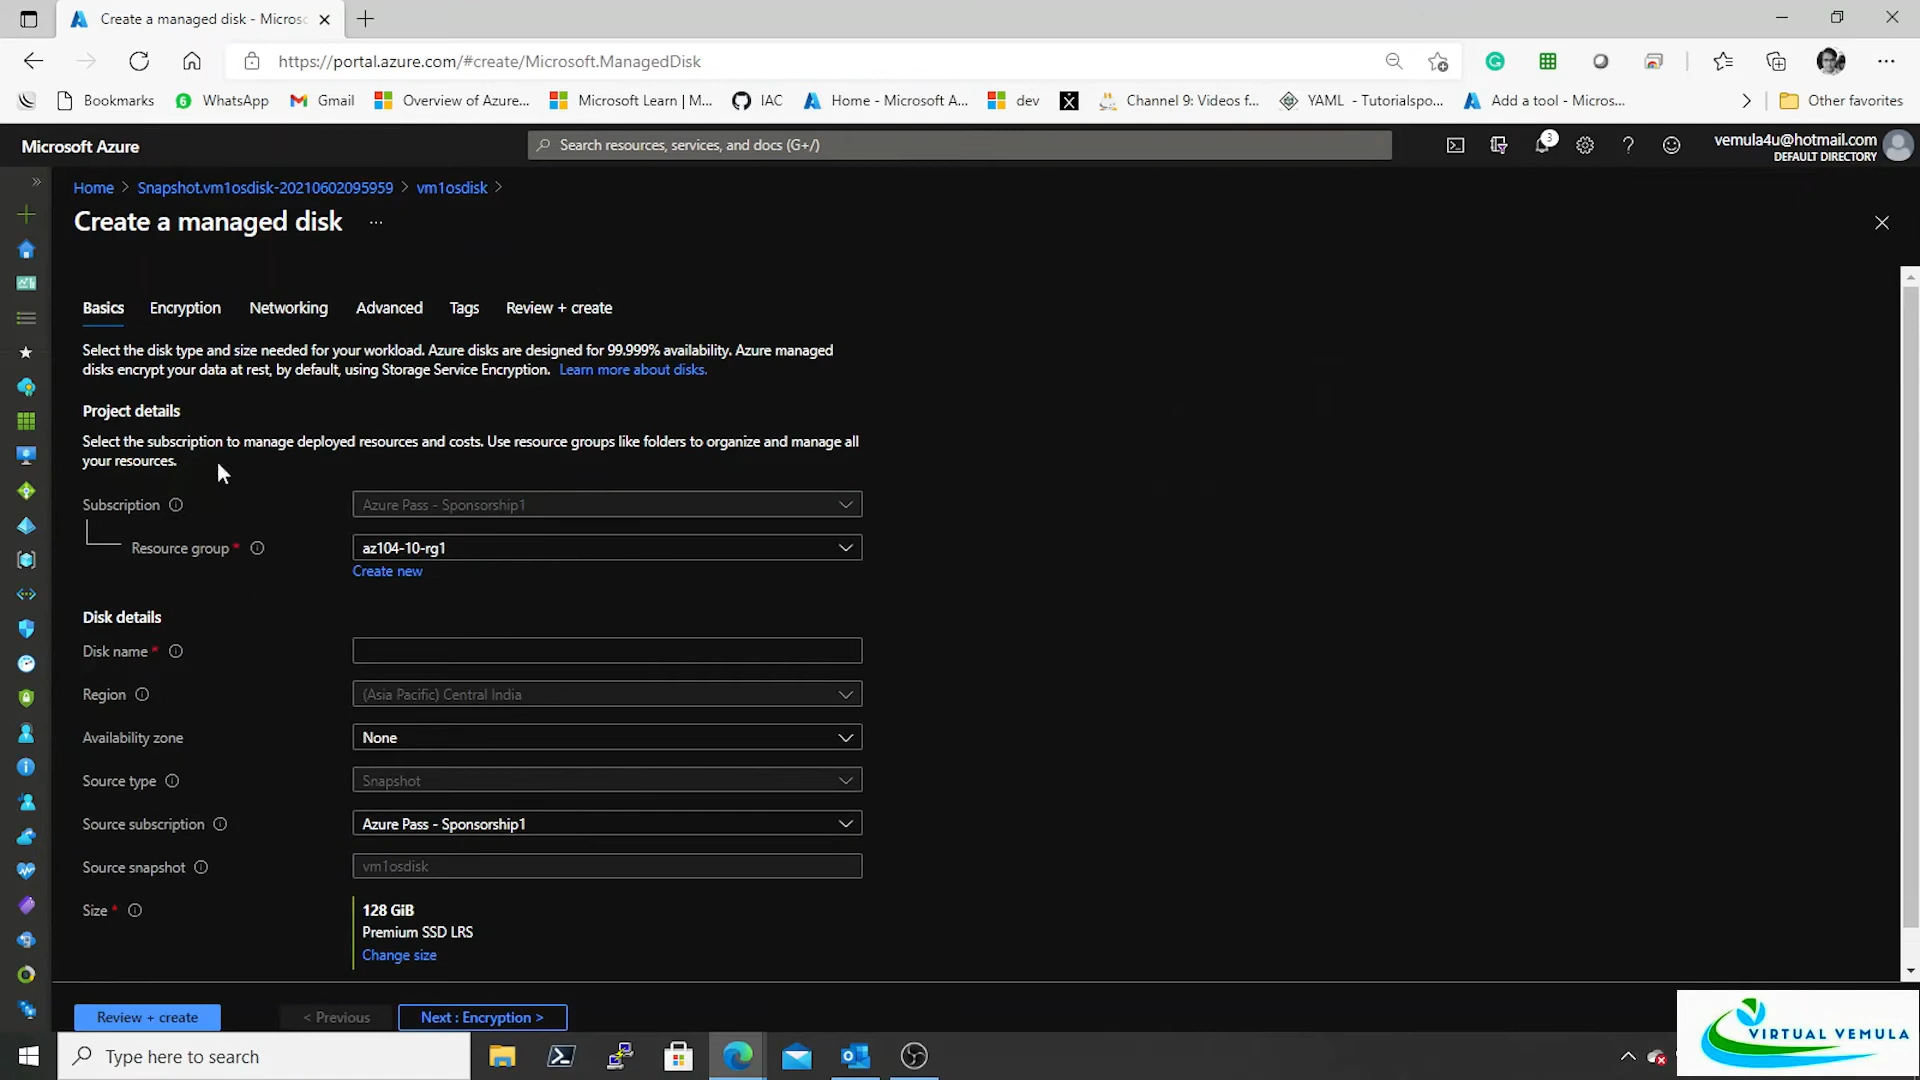 Create a managed disk - Micros
https://portal.azure.com/#create/Microsoft.ManagedDisk
Bookmarks
WhatsApp
Gmail
Overview of Azure...
Microsoft Learn | M...
IAC
Home - Microsoft A...
dev
Channel 9: Videos f...
YAML - Tutorialspo...
Add a tool - Micros...
Other favorites
Microsoft Azure
Search resources, services, and docs (G+/)
3
vemula4u@hotmail.com
DEFAULT DIRECTORY
Home > Snapshot.vm1osdisk-20210602095959 > vm1osdisk >
Create a managed disk ...
Basics Encryption Networking Advanced Tags Review + create
Select the disk type and size needed for your workload. Azure disks are designed for 99.999% availability. Azure managed
disks encrypt your data at rest, by default, using Storage Service Encryption. Learn more about disks.
Project details
Select the subscription to manage deployed resources and costs. Use resource groups like folders to organize and manage all
your resources.
Subscription Azure Pass - Sponsorship1
Resource group * az104-10-rg1
Create new
Disk details
Disk name *
Region (Asia Pacific) Central India
Availability zone None
Source type Snapshot
Source subscription Azure Pass - Sponsorship1
Source snapshot vm1osdisk
Size * 128 GiB
Premium SSD LRS
Change size
Review + create < Previous Next : Encryption >
Type here to search
VIRTUAL VEMULA